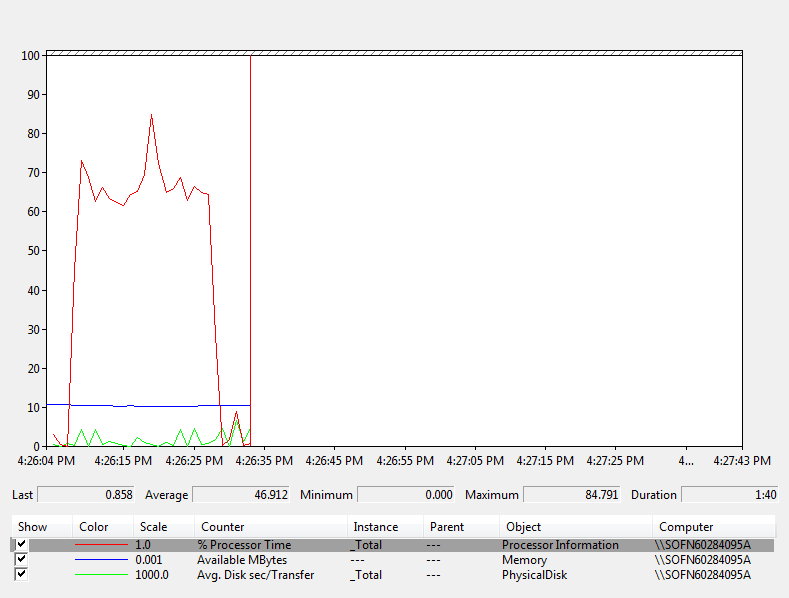 100
90
80
70
60
50
40
30
20
10
0
4:26:04 PM 4:26:15 PM 4:26:25 PM 4:26:35 PM 4:26:45 PM 4:26:55 PM 4:27:05 PM 4:27:15 PM 4:27:25 PM 4... 4:27:43 PM
Last 0.858 Average 46.912 Minimum 0.000 Maximum 84.791 Duration 1:40
Show Color Scale Counter Instance Parent Object Computer
1.0 % Processor Time _Total --- Processor Information \\SOFN60284095A
0.001 Available MBytes --- --- Memory \\SOFN60284095A
1000.0 Avg. Disk sec/Transfer _Total --- PhysicalDisk \\SOFN60284095A